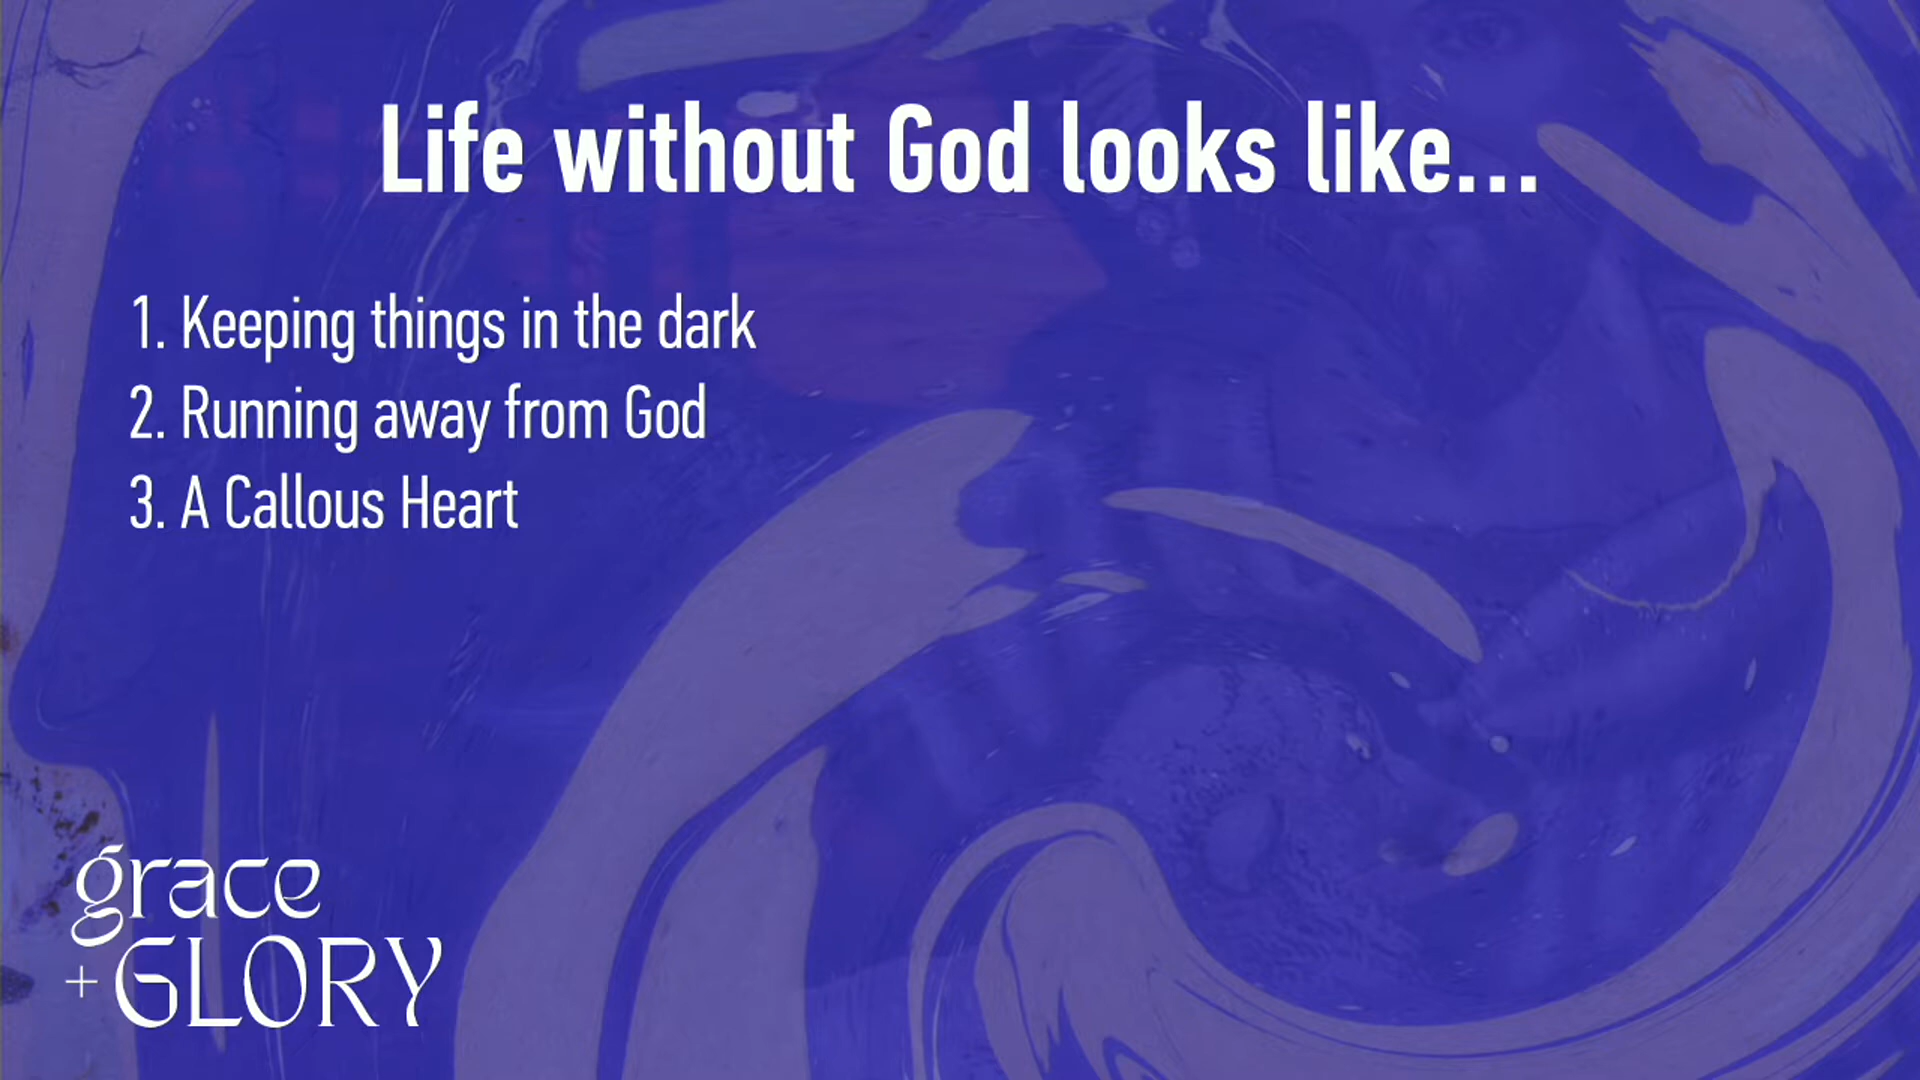 Life without God looks like...
1. Keeping things in the dark
2. Running away from God
3. A Callous Heart
grace
+ GLORY